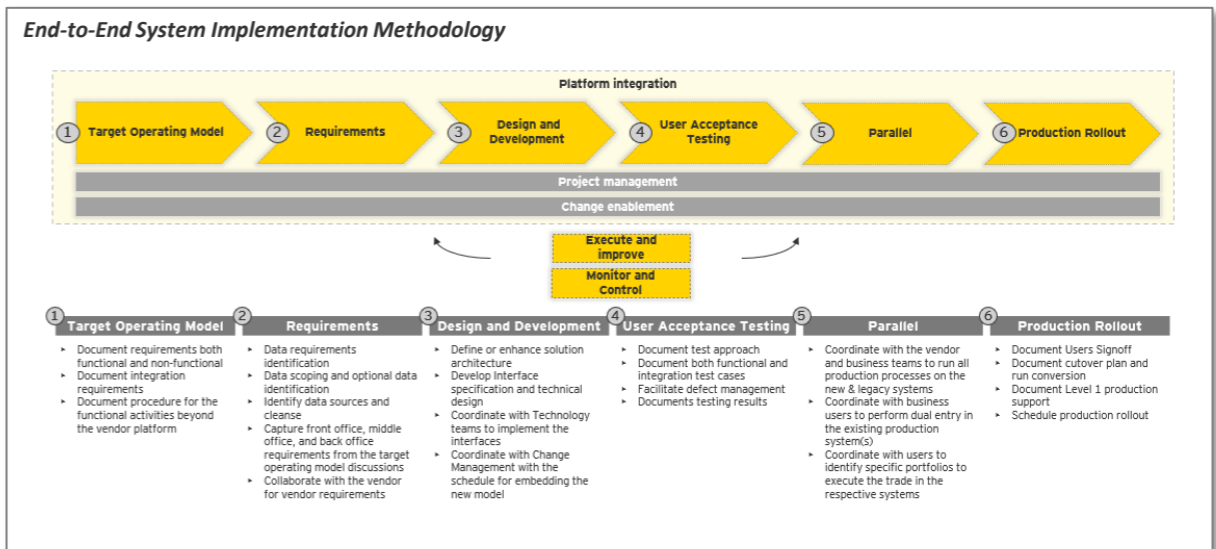 End-to-End System Implementation Methodology
Platform integration
1 Target Operating Model
2 Requirements
3 Design and
Development
4 User Acceptance
Testing
5 Parallel
6 Production Rollout
Project management
Change enablement
Execute and
improve
Monitor and
Control
1 Target Operating Model
▸ Document requirements both
functional and non-functional
▸ Document integration
requirements
▸ Document procedure for the
functional activities beyond
the vendor platform
2 Requirements
▸ Data requirements
identification
▸ Data scoping and optional data
identification
▸ Identify data sources and
cleanse
▸ Capture front office, middle
office, and back office
requirements from the target
operating model discussions
▸ Collaborate with the vendor
for vendor requirements
3 Design and Development
▸ Define or enhance solution
architecture
▸ Develop Interface
specification and technical
design
▸ Coordinate with Technology
teams to implement the
interfaces
▸ Coordinate with Change
Management with the
schedule for embedding the
new model
4 User Acceptance Testing
▸ Document test approach
▸ Document both functional and
integration test cases
▸ Facilitate defect management
▸ Documents testing results
5 Parallel
▸ Coordinate with the vendor
and business teams to run all
production processes on the
new & legacy systems
▸ Coordinate with business
users to perform dual entry in
the existing production
system(s)
▸ Coordinate with users to
identify specific portfolios to
execute the trade in the
respective systems
6 Production Rollout
▸ Document Users Signoff
▸ Document cutover plan and
run conversion
▸ Document Level 1 production
support
▸ Schedule production rollout